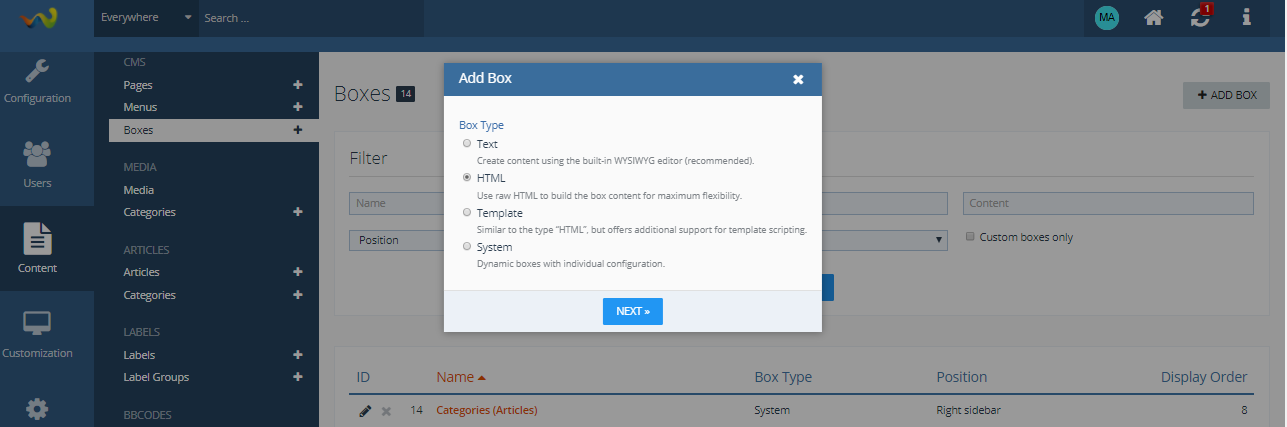 Everywhere
Search ...
MA
1
Configuration
Users
Content
Customization
CMS
Pages
Menus
Boxes
MEDIA
Media
Categories
ARTICLES
Articles
Categories
LABELS
Labels
Label Groups
BBCODES
Boxes 14
ADD BOX
Filter
Name
Content
Position
Custom boxes only
Add Box
Box Type
Text
Create content using the built-in WYSIWYG editor (recommended).
HTML
Use raw HTML to build the box content for maximum flexibility.
Template
Similar to the type "HTML", but offers additional support for template scripting.
System
Dynamic boxes with individual configuration.
NEXT »
ID Name Box Type Position Display Order
14 Categories (Articles) System Right sidebar 8